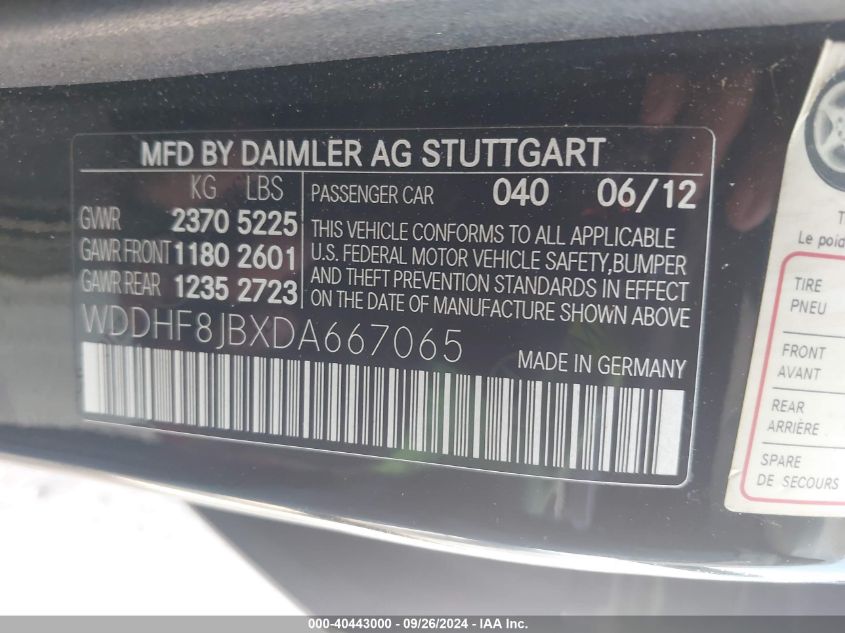 MFD BY DAIMLER AG STUTTGART
KG LBS
GVWR 2370 5225
GAWR FRONT 1180 2601
GAWR REAR 1235 2723
PASSENGER CAR 040 06/12
THIS VEHICLE CONFORMS TO ALL APPLICABLE
U.S. FEDERAL MOTOR VEHICLE SAFETY,BUMPER
AND THEFT PREVENTION STANDARDS IN EFFECT
ON THE DATE OF MANUFACTURE SHOWN ABOVE
WDDHF8JBXDA667065
MADE IN GERMANY
Le poid
TIRE
PNEU
FRONT
AVANT
REAR
ARRIÈRE
SPARE
DE SECOURS
000-40443000 - 09/26/2024 - IAA Inc.